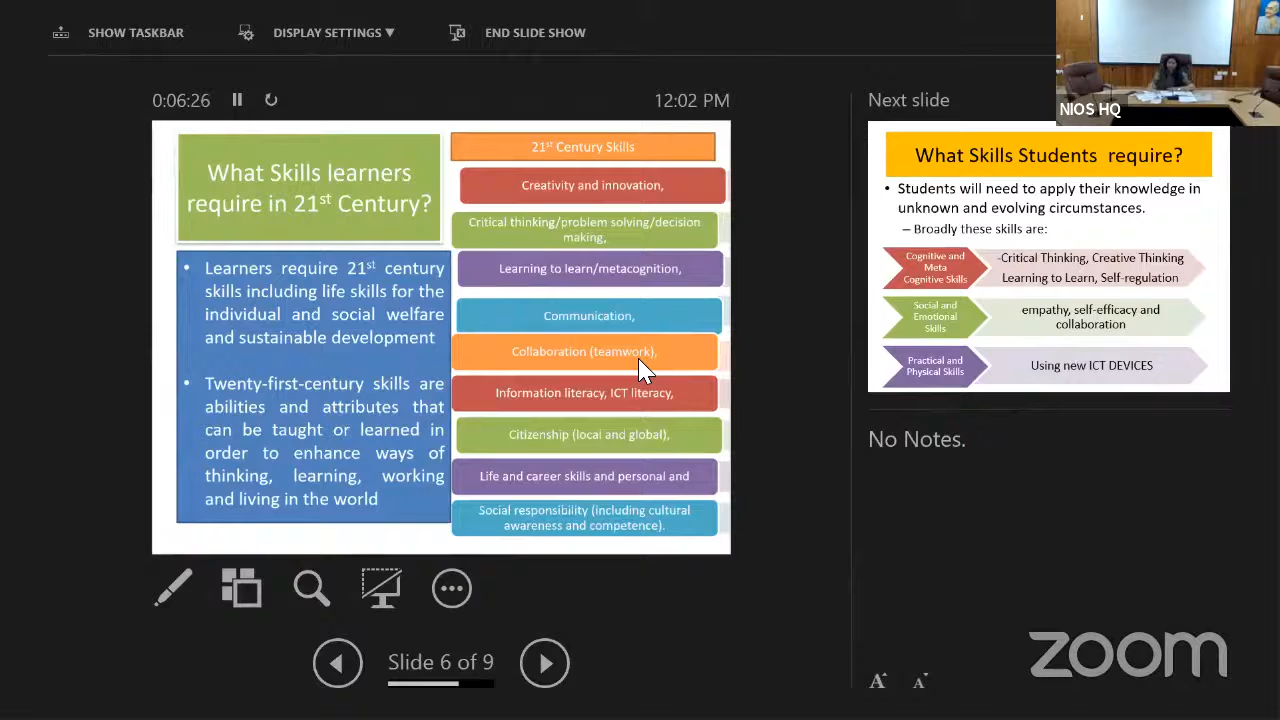 SHOW TASKBAR
DISPLAY SETTINGS ▼
END SLIDE SHOW
NIOS HQ
0:06:26
12:02 PM
What Skills learners
require in 21st Century?
• Learners require 21st century
skills including life skills for the
individual and social welfare
and sustainable development
• Twenty-first-century skills are
abilities and attributes that
can be taught or learned in
order to enhance ways of
thinking, learning, working
and living in the world
21st Century Skills
Creativity and innovation,
Critical thinking/problem solving/decision
making,
Learning to learn/metacognition,
Communication,
Collaboration (teamwork),
Information literacy, ICT literacy,
Citizenship (local and global),
Life and career skills and personal and
Social responsibility (including cultural
awareness and competence).
Slide 6 of 9
Next slide
What Skills Students require?
• Students will need to apply their knowledge in
unknown and evolving circumstances.
– Broadly these skills are:
Cognitive and
Meta
Cognitive Skills
-Critical Thinking, Creative Thinking
Learning to Learn, Self-regulation
Social and
Emotional
Skills
empathy, self-efficacy and
collaboration
Practical and
Physical Skills
Using new ICT DEVICES
No Notes.
A A
zoom